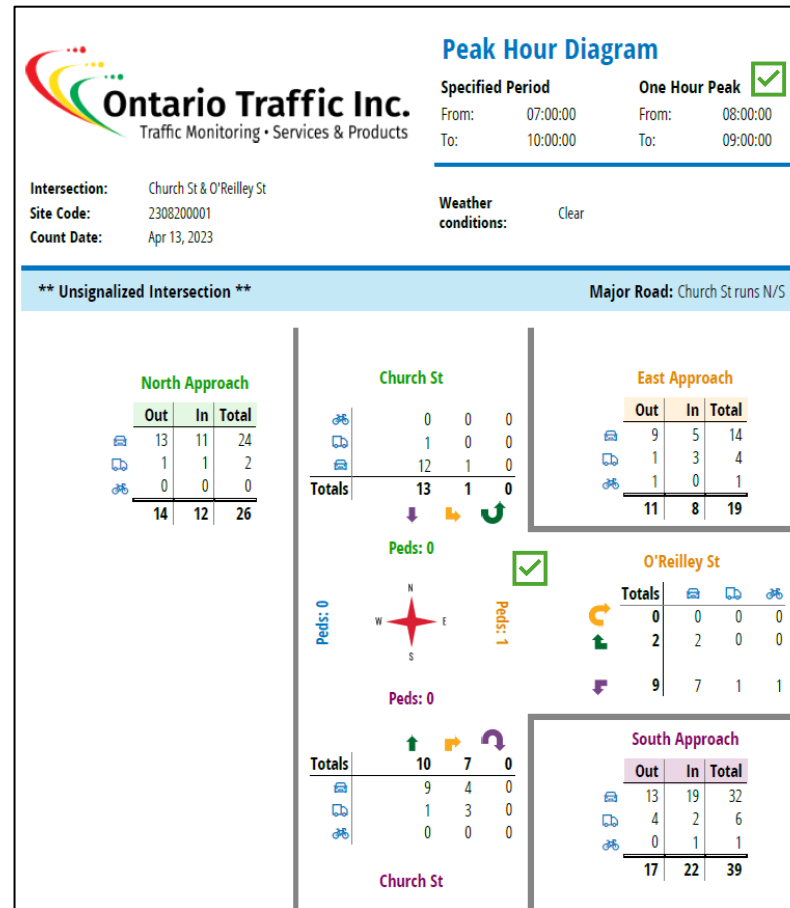 Peak Hour Diagram
Ontario Traffic Inc.
Traffic Monitoring • Services & Products
Specified Period One Hour Peak
From: 07:00:00 From: 08:00:00
To: 10:00:00 To: 09:00:00
Intersection: Church St & O'Reilley St
Site Code: 2308200001
Count Date: Apr 13, 2023
Weather conditions: Clear
** Unsignalized Intersection ** Major Road: Church St runs N/S
North Approach
Out In Total
13 11 24
1 1 2
0 0 0
14 12 26
Church St
0 0 0
1 0 0
12 1 0
Totals 13 1 0
East Approach
Out In Total
9 5 14
1 3 4
1 0 1
11 8 19
Peds: 0
Peds: 0
N
W E
S
Peds: 1
Peds: 0
O'Reilley St
Totals
0 0 0 0
2 2 0 0
9 7 1 1
Totals 10 7 0
9 4 0
1 3 0
0 0 0
Church St
South Approach
Out In Total
13 19 32
4 2 6
0 1 1
17 22 39